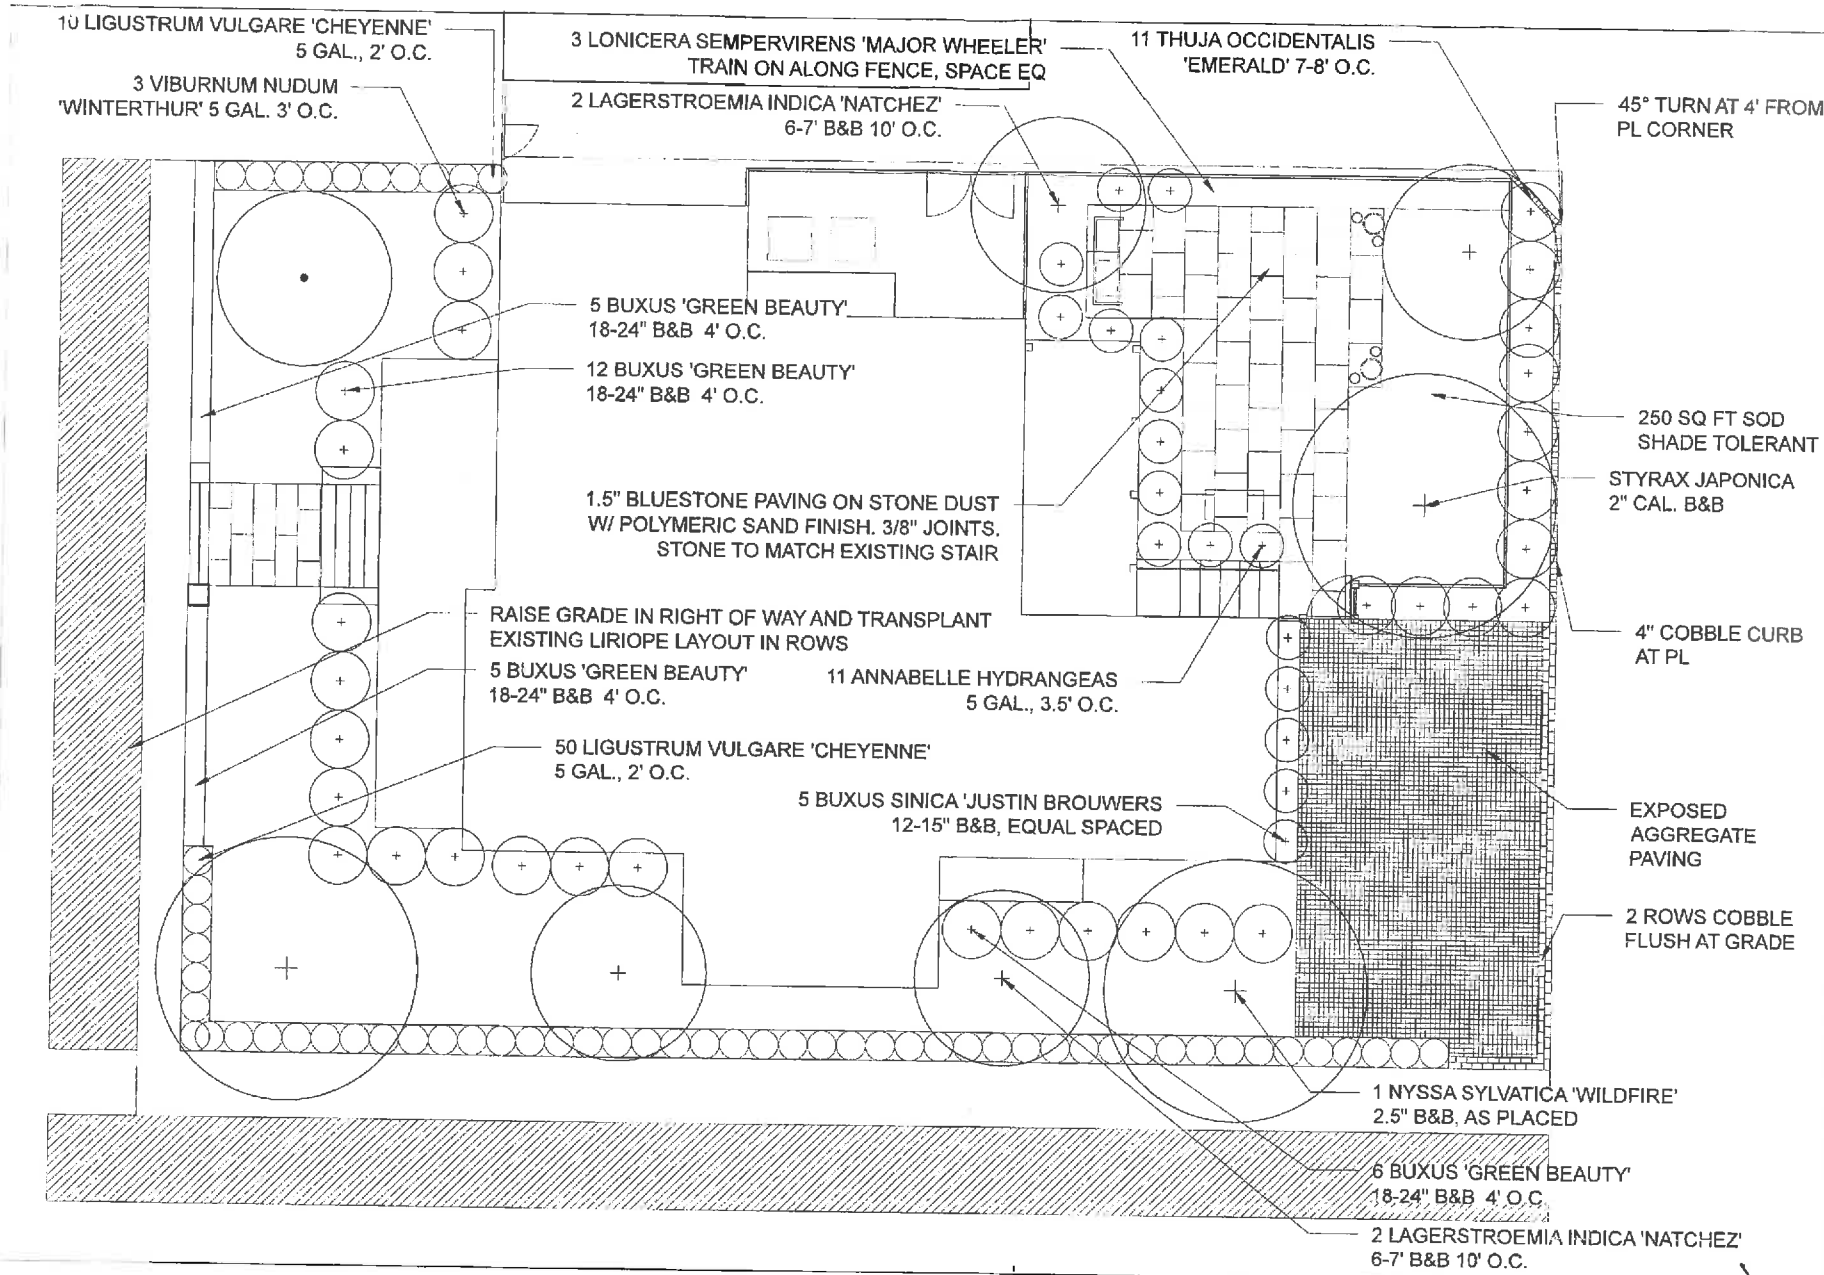 10 LIGUSTRUM VULGARE 'CHEYENNE'
5 GAL., 2' O.C.
3 VIBURNUM NUDUM
'WINTERTHUR' 5 GAL. 3' O.C.
3 LONICERA SEMPERVIRENS 'MAJOR WHEELER'
TRAIN ON ALONG FENCE, SPACE EQ
2 LAGERSTROEMIA INDICA 'NATCHEZ'
6-7' B&B 10' O.C.
11 THUJA OCCIDENTALIS
'EMERALD' 7-8' O.C.
45° TURN AT 4' FROM
PL CORNER
5 BUXUS 'GREEN BEAUTY'
18-24" B&B 4' O.C.
12 BUXUS 'GREEN BEAUTY'
18-24" B&B 4' O.C.
250 SQ FT SOD
SHADE TOLERANT
STYRAX JAPONICA
2" CAL. B&B
1.5" BLUESTONE PAVING ON STONE DUST
W/ POLYMERIC SAND FINISH. 3/8" JOINTS.
STONE TO MATCH EXISTING STAIR
RAISE GRADE IN RIGHT OF WAY AND TRANSPLANT
EXISTING LIRIOPE LAYOUT IN ROWS
4" COBBLE CURB
AT PL
5 BUXUS 'GREEN BEAUTY'
18-24" B&B 4' O.C.
11 ANNABELLE HYDRANGEAS
5 GAL., 3.5' O.C.
50 LIGUSTRUM VULGARE 'CHEYENNE'
5 GAL., 2' O.C.
5 BUXUS SINICA 'JUSTIN BROUWERS
12-15" B&B, EQUAL SPACED
EXPOSED
AGGREGATE
PAVING
2 ROWS COBBLE
FLUSH AT GRADE
1 NYSSA SYLVATICA 'WILDFIRE'
2.5" B&B, AS PLACED
6 BUXUS 'GREEN BEAUTY'
18-24" B&B 4' O.C.
2 LAGERSTROEMIA INDICA 'NATCHEZ'
6-7' B&B 10' O.C.